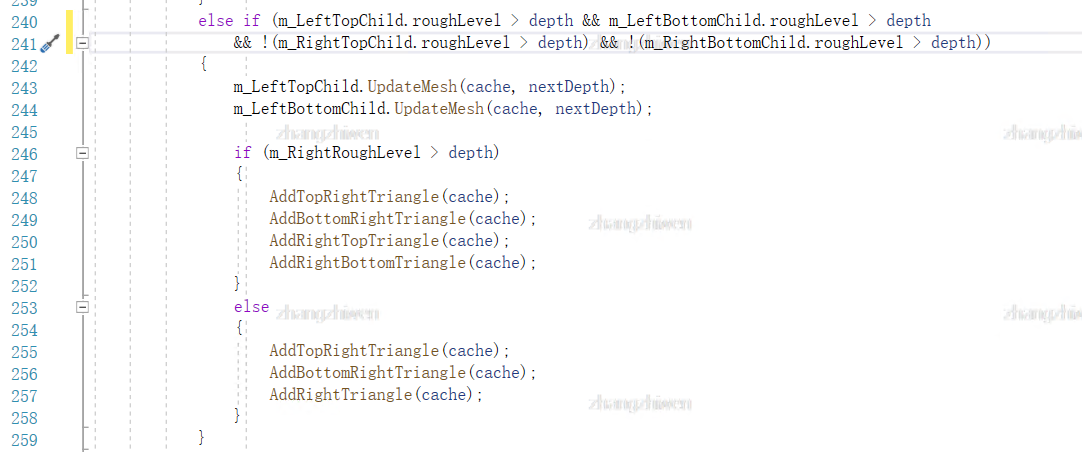 239 }
240 else if (m_LeftTopChild.roughLevel > depth && m_LeftBottomChild.roughLevel > depth
241 && !(m_RightTopChild.roughLevel > depth) && !(m_RightBottomChild.roughLevel > depth))
242 {
243 m_LeftTopChild.UpdateMesh(cache, nextDepth);
244 m_LeftBottomChild.UpdateMesh(cache, nextDepth);
245
zhangzhiwen zhangzhiwen
246 if (m_RightRoughLevel > depth)
247 {
248 AddTopRightTriangle(cache);
249 AddBottomRightTriangle(cache);
zhangzhiwen
250 AddRightTopTriangle(cache);
251 AddRightBottomTriangle(cache);
252 }
253 else
zhangzhiwen zhangzhiwen
254 {
255 AddTopRightTriangle(cache);
256 AddBottomRightTriangle(cache);
257 AddRightTriangle(cache);
zhangzhiwen
258 }
259 }